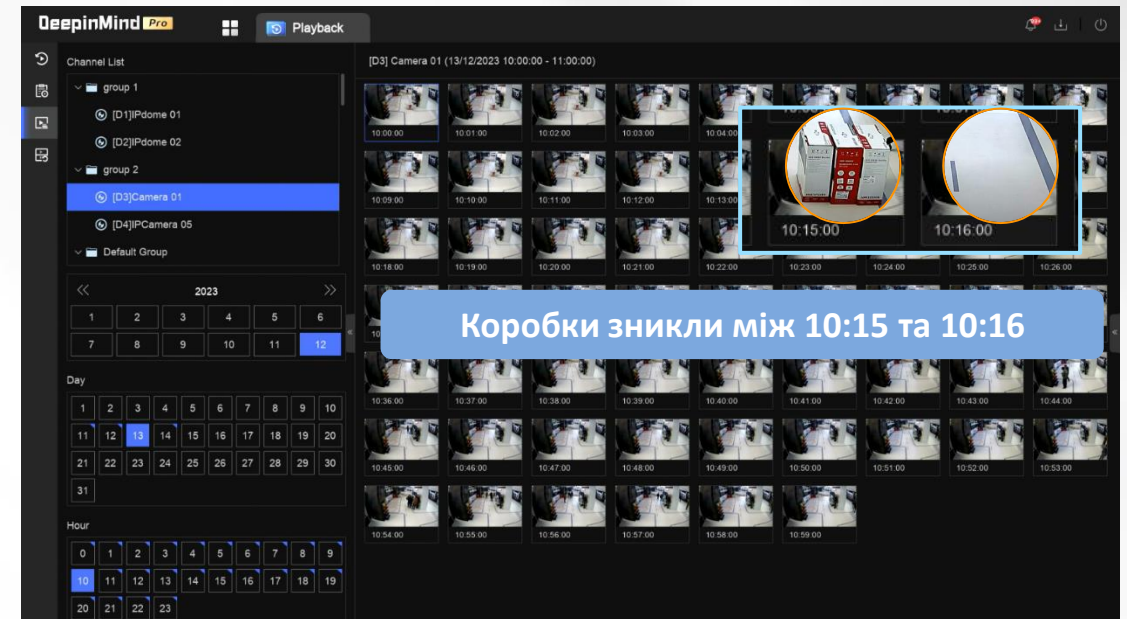 DeepinMind Pro
Playback
99+
Channel List
group 1
[D1]IPdome 01
[D2]IPdome 02
group 2
[D3]Camera 01
[D4]IPCamera 05
Default Group
2023
1 2 3 4 5 6
7 8 9 10 11 12
Day
1 2 3 4 5 6 7 8 9 10
11 12 13 14 15 16 17 18 19 20
21 22 23 24 25 26 27 28 29 30
31
Hour
0 1 2 3 4 5 6 7 8 9
10 11 12 13 14 15 16 17 18 19
20 21 22 23
[D3] Camera 01 (13/12/2023 10:00:00 - 11:00:00)
10:00:00 10:01:00 10:02:00 10:03:00 10:04:00
10:09:00 10:10:00 10:11:00 10:12:00 10:13:00
10:15:00 10:16:00
10:18:00 10:19:00 10:20:00 10:21:00 10:22:00 10:23:00 10:24:00 10:25:00 10:26:00
Коробки зникли між 10:15 та 10:16
10:36:00 10:37:00 10:38:00 10:39:00 10:40:00 10:41:00 10:42:00 10:43:00 10:44:00
10:45:00 10:46:00 10:47:00 10:48:00 10:49:00 10:50:00 10:51:00 10:52:00 10:53:00
10:54:00 10:55:00 10:56:00 10:57:00 10:58:00 10:59:00